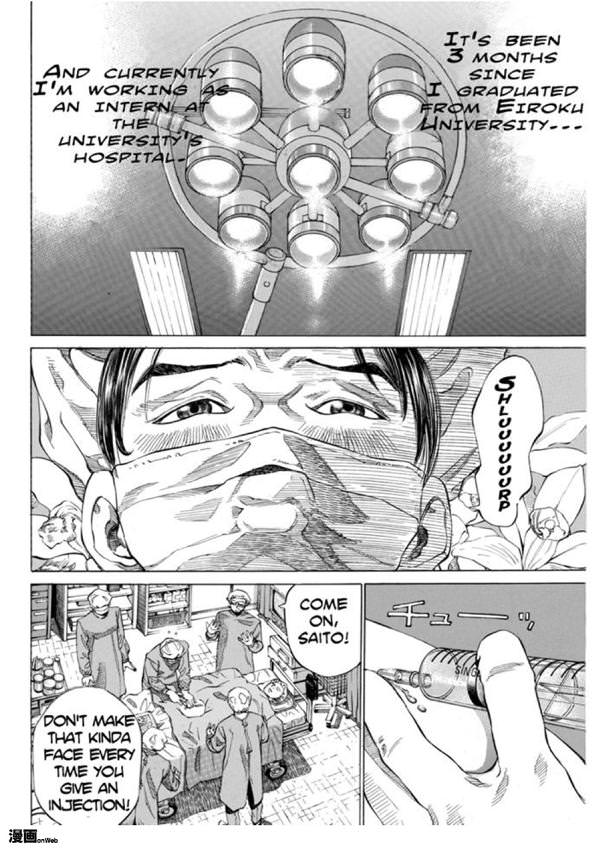 IT'S BEEN
3 MONTHS
SINCE
I GRADUATED
FROM EIROKU
UNIVERSITY...
AND CURRENTLY
I'M WORKING AS
AN INTERN AT
THE
UNIVERSITY'S
HOSPITAL.
SHLUUUUUURP
チューッ
SING
COME
ON,
SAITO!
DON'T MAKE
THAT KINDA
FACE EVERY
TIME YOU
GIVE AN
INJECTION!
漫画onWeb